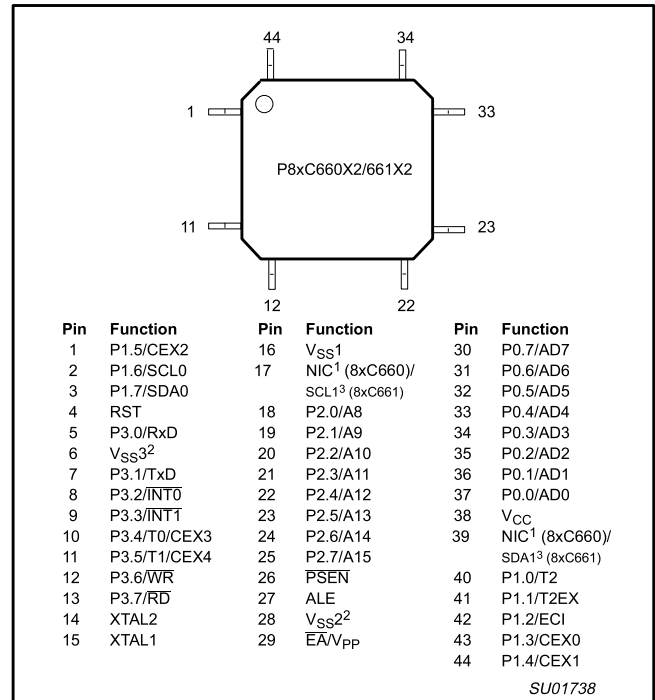 44 34
1 33
P8xC660X2/661X2
11 23
12 22
Pin Function Pin Function Pin Function
1 P1.5/CEX2 16 VSS1 30 P0.7/AD7
2 P1.6/SCL0 17 NIC1 (8xC660)/ 31 P0.6/AD6
3 P1.7/SDA0 SCL13 (8xC661) 32 P0.5/AD5
4 RST 18 P2.0/A8 33 P0.4/AD4
5 P3.0/RxD 19 P2.1/A9 34 P0.3/AD3
6 VSS32 20 P2.2/A10 35 P0.2/AD2
7 P3.1/TxD 21 P2.3/A11 36 P0.1/AD1
8 P3.2/INT0 22 P2.4/A12 37 P0.0/AD0
9 P3.3/INT1 23 P2.5/A13 38 VCC
10 P3.4/T0/CEX3 24 P2.6/A14 39 NIC1 (8xC660)/
11 P3.5/T1/CEX4 25 P2.7/A15 SDA13 (8xC661)
12 P3.6/WR 26 PSEN 40 P1.0/T2
13 P3.7/RD 27 ALE 41 P1.1/T2EX
14 XTAL2 28 VSS22 42 P1.2/ECI
15 XTAL1 29 EA/VPP 43 P1.3/CEX0
44 P1.4/CEX1
SU01738